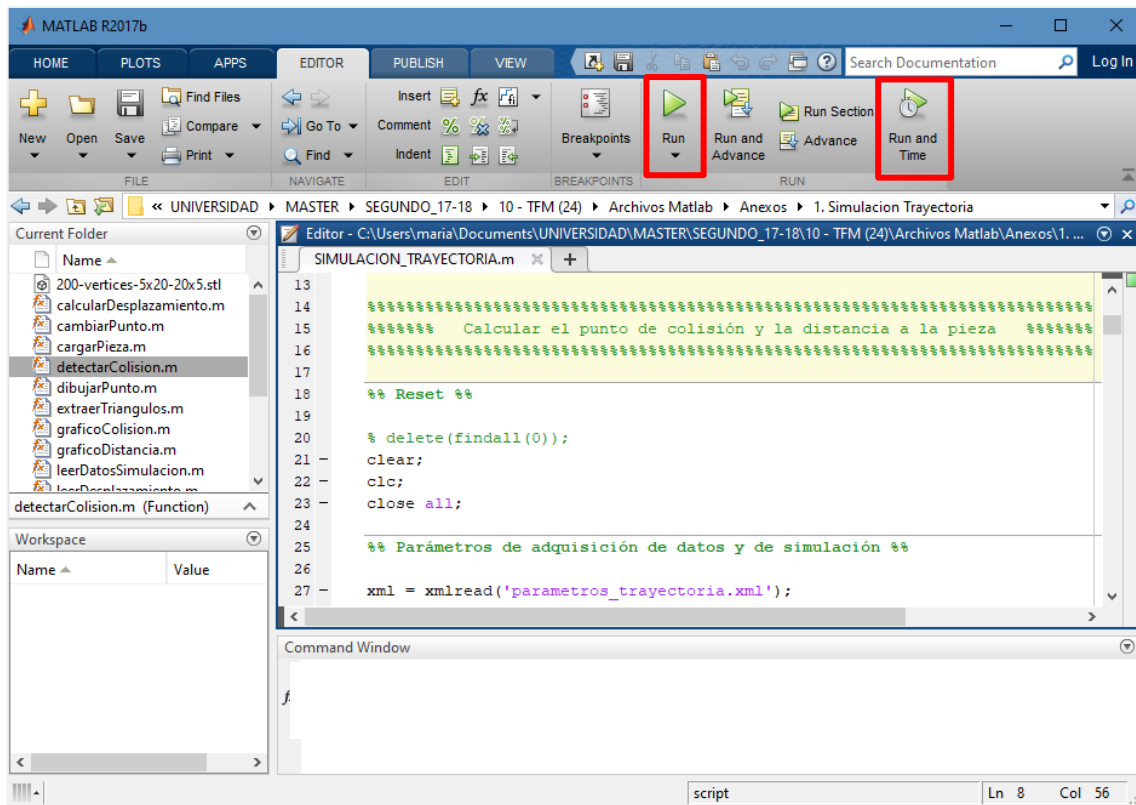 MATLAB R2017b
HOME PLOTS APPS EDITOR PUBLISH VIEW Search Documentation Log In
New Open Save Find Files Compare Print
Go To Find
Insert fx
Comment
Indent
Breakpoints
Run Run and Advance Run Section Advance Run and Time
FILE NAVIGATE EDIT BREAKPOINTS RUN
« UNIVERSIDAD MASTER SEGUNDO_17-18 10 - TFM (24) Archivos Matlab Anexos 1. Simulacion Trayectoria
Current Folder
Name
200-vertices-5x20-20x5.stl
calcularDesplazamiento.m
cambiarPunto.m
cargarPieza.m
detectarColision.m
dibujarPunto.m
extraerTriangulos.m
graficoColision.m
graficoDistancia.m
leerDatosSimulacion.m
leerDesplazamiento.m
detectarColision.m (Function)
Workspace
Name Value
Editor - C:\Users\maria\Documents\UNIVERSIDAD\MASTER\SEGUNDO_17-18\10 - TFM (24)\Archivos Matlab\Anexos\1. ...
SIMULACION_TRAYECTORIA.m
13
14 %%%%%%%%%%%%%%%%%%%%%%%%%%%%%%%%%%%%%%%%%%%%%%%%%%%%%%%%%%%%%%%%%%%%%%%%%%%
15 %%%%%%% Calcular el punto de colisión y la distancia a la pieza %%%%%%%
16 %%%%%%%%%%%%%%%%%%%%%%%%%%%%%%%%%%%%%%%%%%%%%%%%%%%%%%%%%%%%%%%%%%%%%%%%%%%
17
18 %% Reset %%
19
20 % delete(findall(0));
21 – clear;
22 – clc;
23 – close all;
24
25 %% Parámetros de adquisición de datos y de simulación %%
26
27 – xml = xmlread('parametros_trayectoria.xml');
Command Window
script Ln 8 Col 56